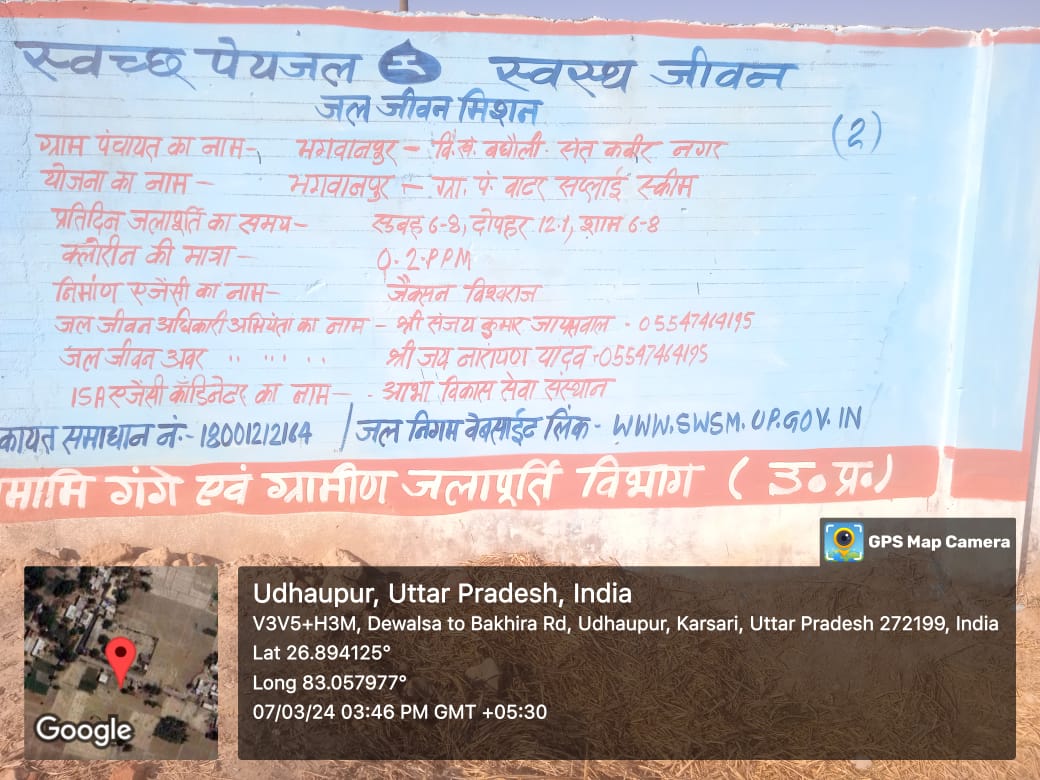 स्वच्छ पेयजल स्वस्थ जीवन
जल जीवन मिशन
(2)
ग्राम पंचायत का नाम- भगवानपुर - वि.खं. बघौली संत कबीर नगर
योजना का नाम - भगवानपुर - ग्रा. पं. वाटर सप्लाई स्कीम
प्रतिदिन जलापूर्ति का समय- सुबह 6-8, दोपहर 12-1, शाम 6-8
क्लोरीन की मात्रा - 0.2.PPM
निर्माण एजेंसी का नाम- जैक्सन विश्वराज
जल जीवन अधिकारी अभियंता का नाम - श्री संजय कुमार जायसवाल - 05547464195
जल जीवन अवर " " " " श्री जय नारायण यादव -05547464195
ISA एजेंसी कॉडिनेटर का नाम- - आभा विकास सेवा संस्थान
कायत समाधान नं.- 18001212164 / जल निगम वेबसाईट लिंक - WWW.SWSM.UP.GOV.IN
मामि गंगे एवं ग्रामीण जलापूर्ति विभाग ( उ. प्र.)
GPS Map Camera
Udhaupur, Uttar Pradesh, India
V3V5+H3M, Dewalsa to Bakhira Rd, Udhaupur, Karsari, Uttar Pradesh 272199, India
Lat 26.894125°
Long 83.057977°
07/03/24 03:46 PM GMT +05:30
Google